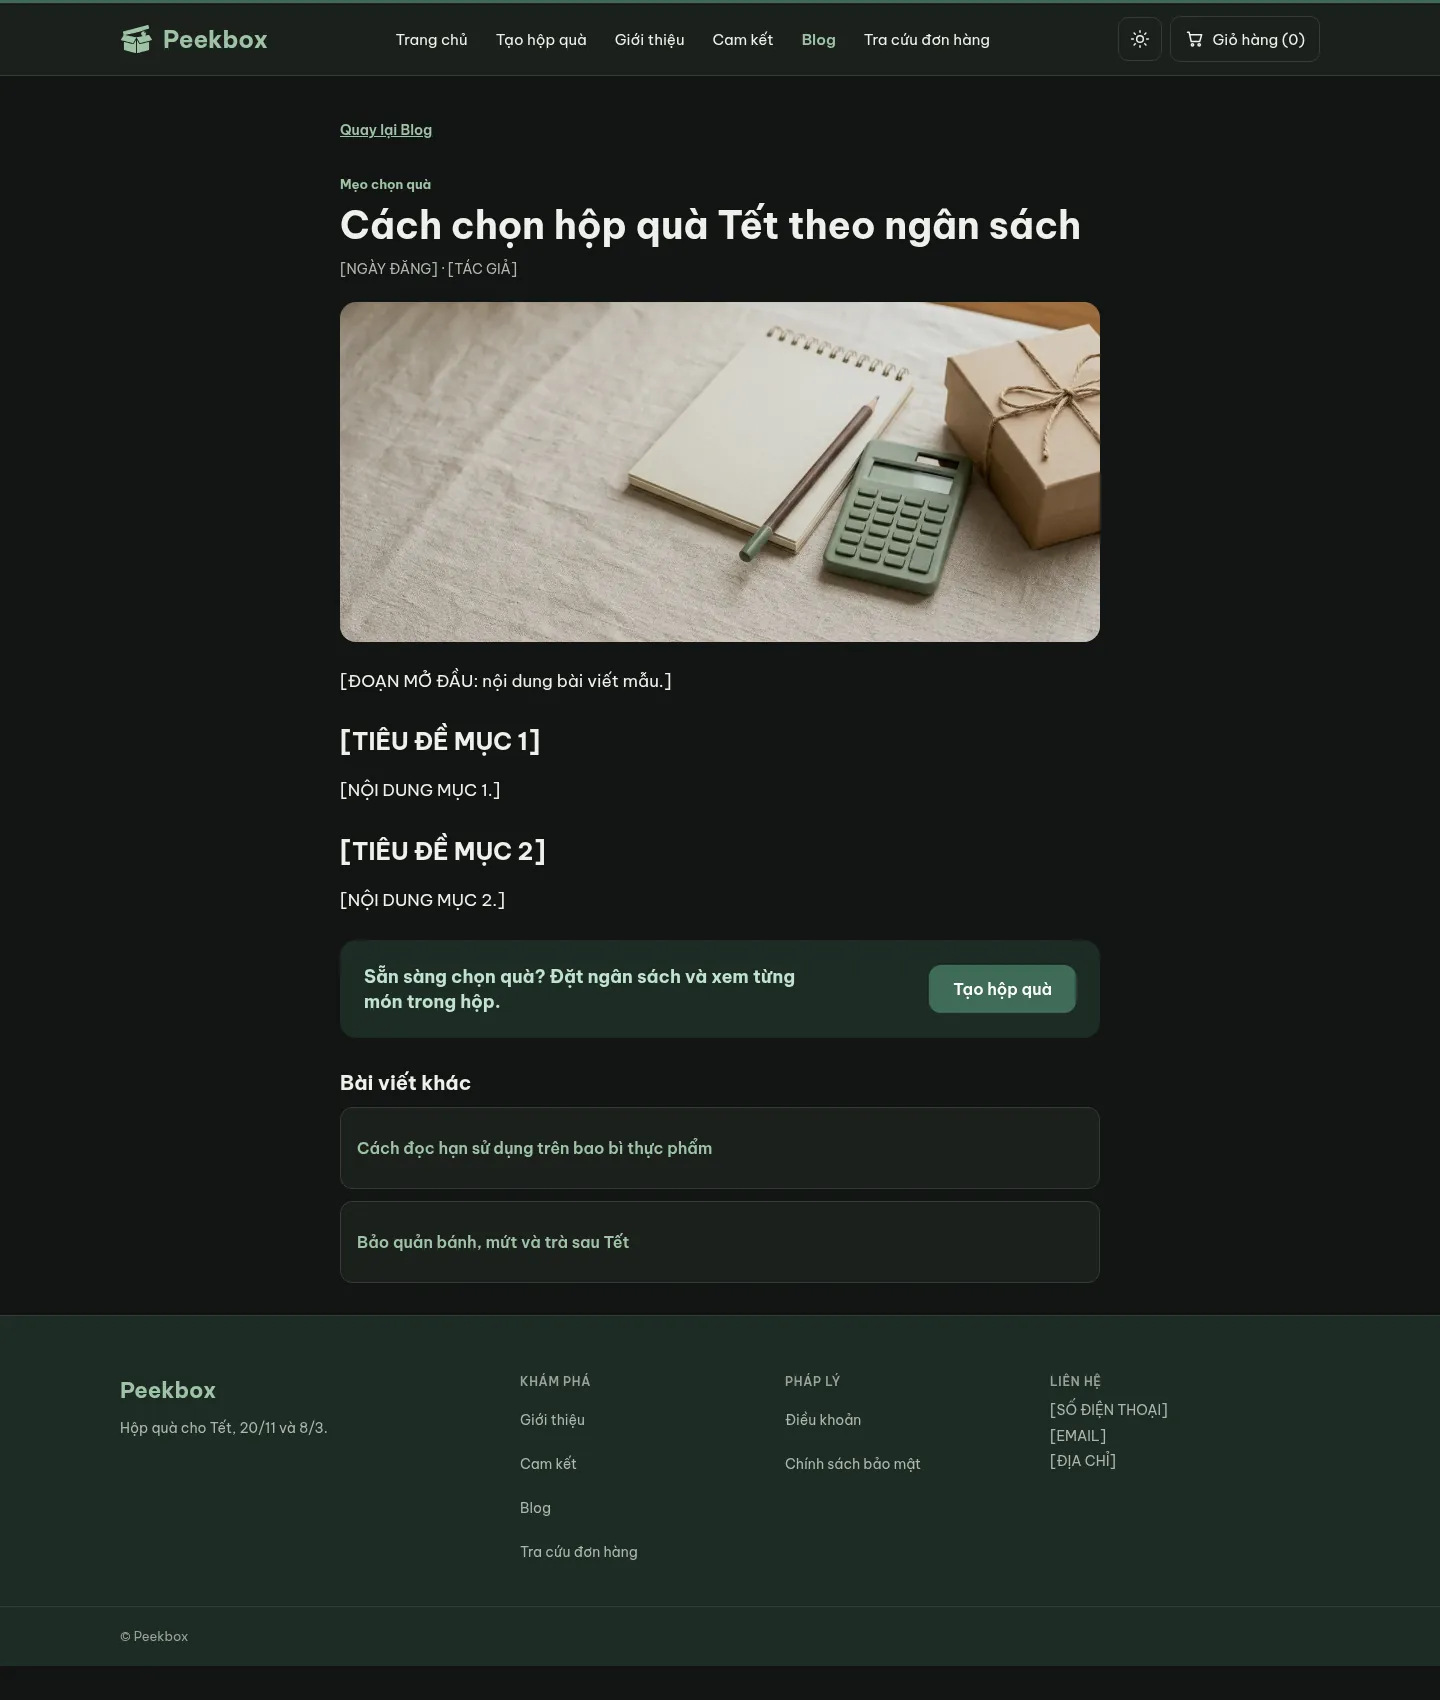 Peekbox
Trang chủ
Tạo hộp quà
Giới thiệu
Cam kết
Blog
Tra cứu đơn hàng
Giỏ hàng (0)
Quay lại Blog
Mẹo chọn quà
Cách chọn hộp quà Tết theo ngân sách
[NGÀY ĐĂNG] · [TÁC GIẢ]
[ĐOẠN MỞ ĐẦU: nội dung bài viết mẫu.]
[TIÊU ĐỀ MỤC 1]
[NỘI DUNG MỤC 1.]
[TIÊU ĐỀ MỤC 2]
[NỘI DUNG MỤC 2.]
Sẵn sàng chọn quà? Đặt ngân sách và xem từng
món trong hộp.
Tạo hộp quà
Bài viết khác
Cách đọc hạn sử dụng trên bao bì thực phẩm
Bảo quản bánh, mứt và trà sau Tết
Peekbox
Hộp quà cho Tết, 20/11 và 8/3.
KHÁM PHÁ
Giới thiệu
Cam kết
Blog
Tra cứu đơn hàng
PHÁP LÝ
Điều khoản
Chính sách bảo mật
LIÊN HỆ
[SỐ ĐIỆN THOẠI]
[EMAIL]
[ĐỊA CHỈ]
© Peekbox